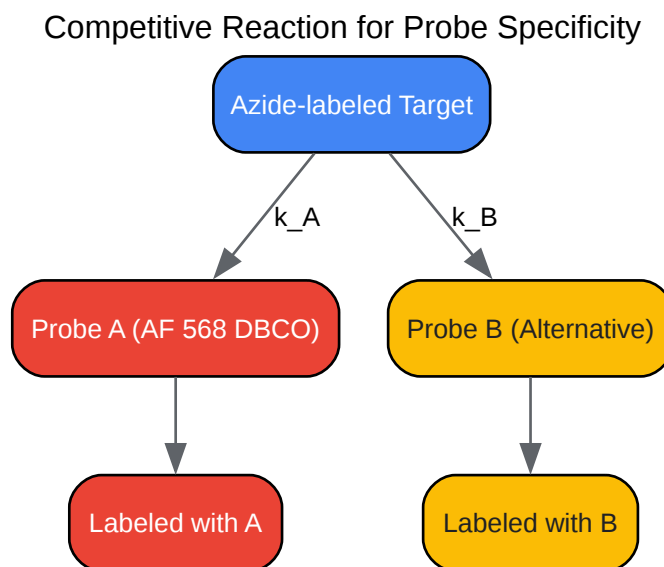 Competitive Reaction for Probe Specificity
Azide-labeled Target
k_A
k_B
Probe A (AF 568 DBCO)
Probe B (Alternative)
Labeled with A
Labeled with B